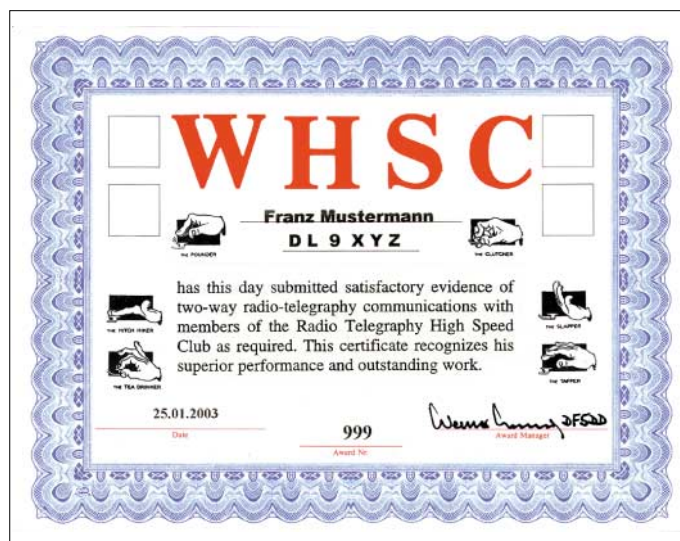 WHSC
Franz Mustermann
DL 9 XYZ
THE POUNDER
THE CLUTCHER
has this day submitted satisfactory evidence of
two-way radio-telegraphy communications with
members of the Radio Telegraphy High Speed
Club as required. This certificate recognizes his
superior performance and outstanding work.
THE HITCH HIKER
THE SLAPPER
THE TEA DRINKER
THE TAPPER
25.01.2003
Date
999
Award Nr.
DF5DD
Award Manager